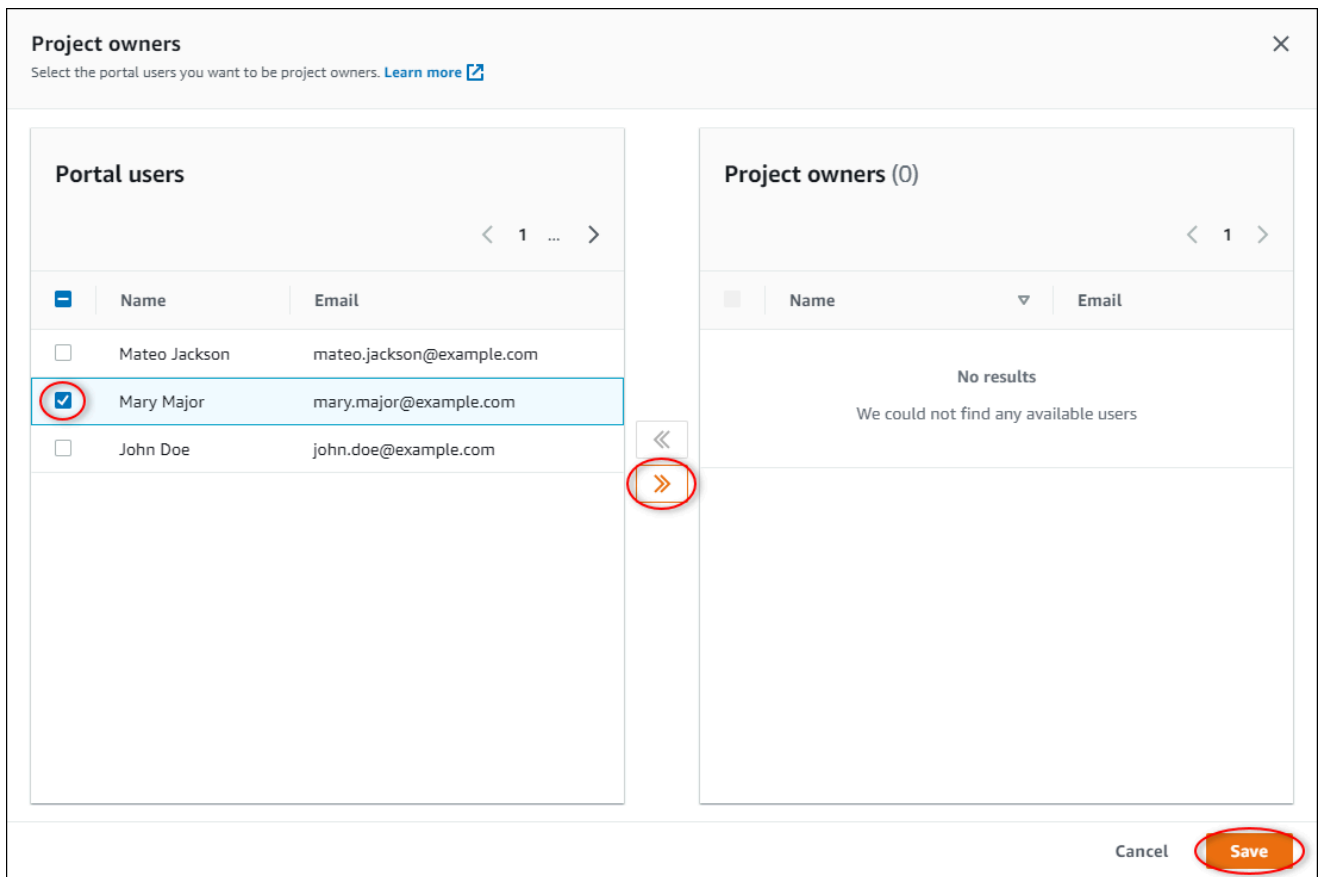 Project owners
Select the portal users you want to be project owners. Learn more
Portal users
1 ...
Name Email
Mateo Jackson mateo.jackson@example.com
Mary Major mary.major@example.com
John Doe john.doe@example.com
Project owners (0)
1
Name Email
No results
We could not find any available users
Cancel Save